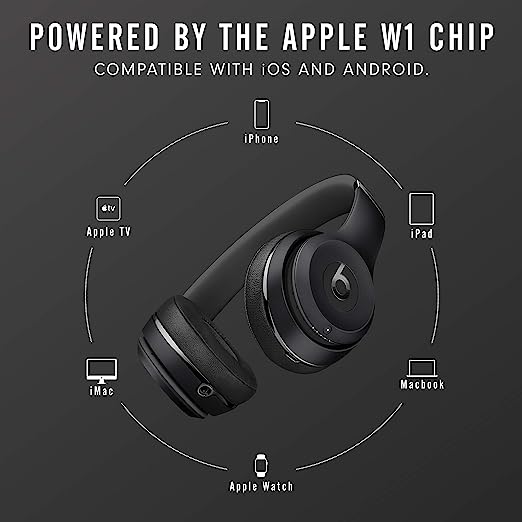 POWERED BY THE APPLE W1 CHIP
COMPATIBLE WITH iOS AND ANDROID.
iPhone
tv
Apple TV
iPad
iMac
Macbook
Apple Watch